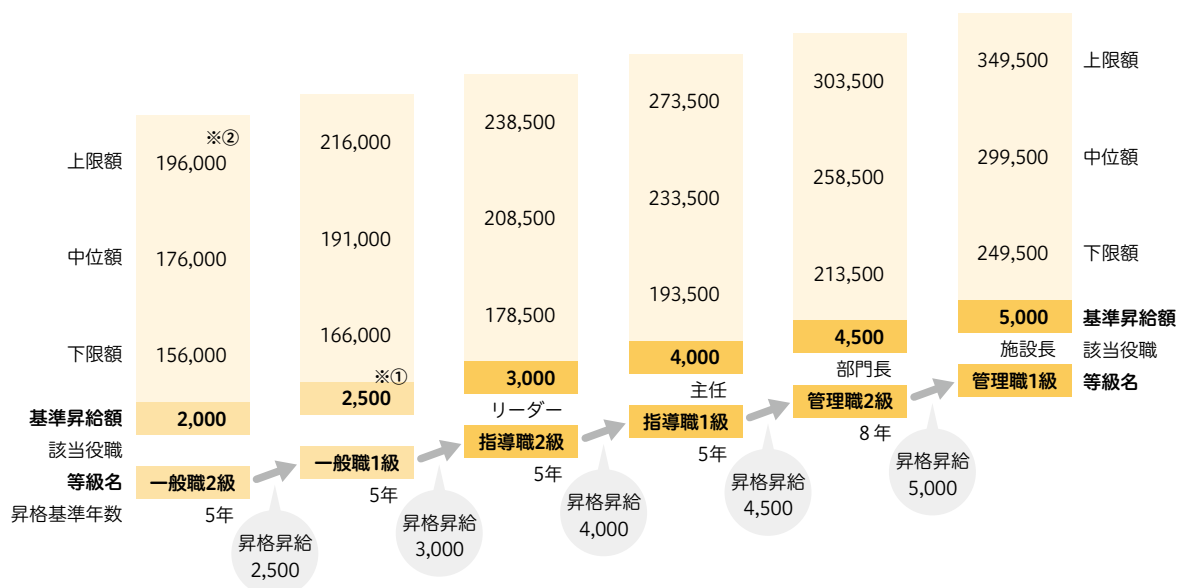 上限額
中位額
下限額
基準昇給額
該当役職
等級名
昇格基準年数
※②
196,000
176,000
156,000
2,000
一般職2級
5年
昇格昇給
2,500
216,000
191,000
166,000
※①
2,500
一般職1級
5年
昇格昇給
3,000
238,500
208,500
178,500
3,000
リーダー
指導職2級
5年
昇格昇給
4,000
273,500
233,500
193,500
4,000
主任
指導職1級
5年
昇格昇給
4,500
303,500
258,500
213,500
4,500
部門長
管理職2級
8年
昇格昇給
5,000
349,500
299,500
249,500
5,000
施設長
管理職1級
上限額
中位額
下限額
基準昇給額
該当役職
等級名